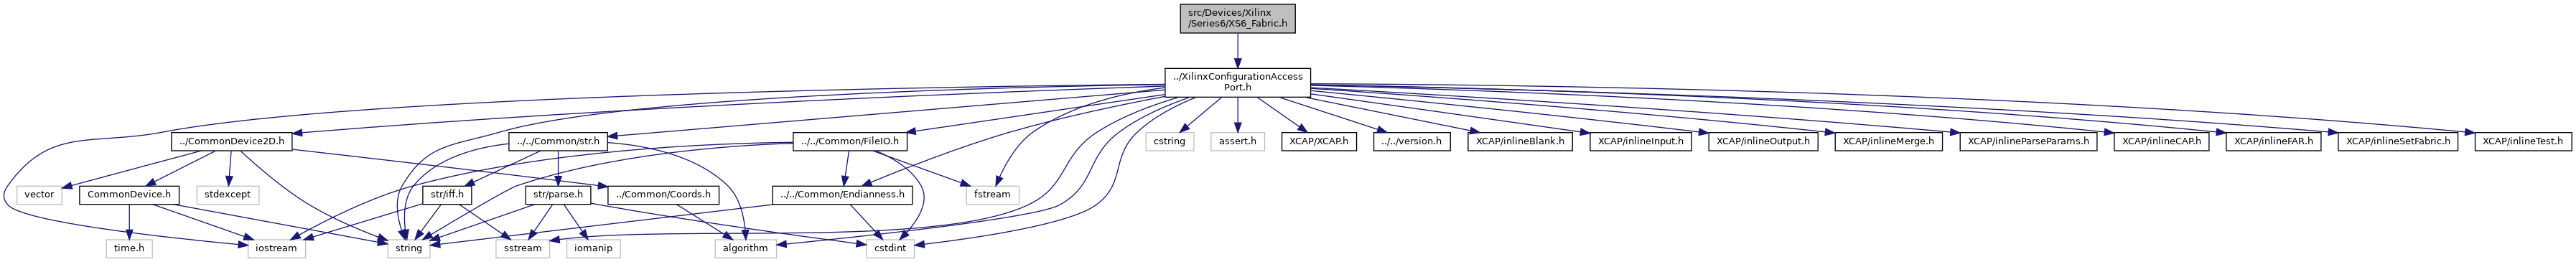 src/Devices/Xilinx
/Series6/XS6_Fabric.h
../XilinxConfigurationAccess
Port.h
../CommonDevice2D.h
../../Common/str.h
../../Common/FileIO.h
cstring
assert.h
XCAP/XCAP.h
../../version.h
XCAP/inlineBlank.h
XCAP/inlineInput.h
XCAP/inlineOutput.h
XCAP/inlineMerge.h
XCAP/inlineParseParams.h
XCAP/inlineCAP.h
XCAP/inlineFAR.h
XCAP/inlineSetFabric.h
XCAP/inlineTest.h
vector
CommonDevice.h
stdexcept
str/iff.h
str/parse.h
../Common/Coords.h
../../Common/Endianness.h
fstream
time.h
iostream
string
sstream
iomanip
algorithm
cstdint